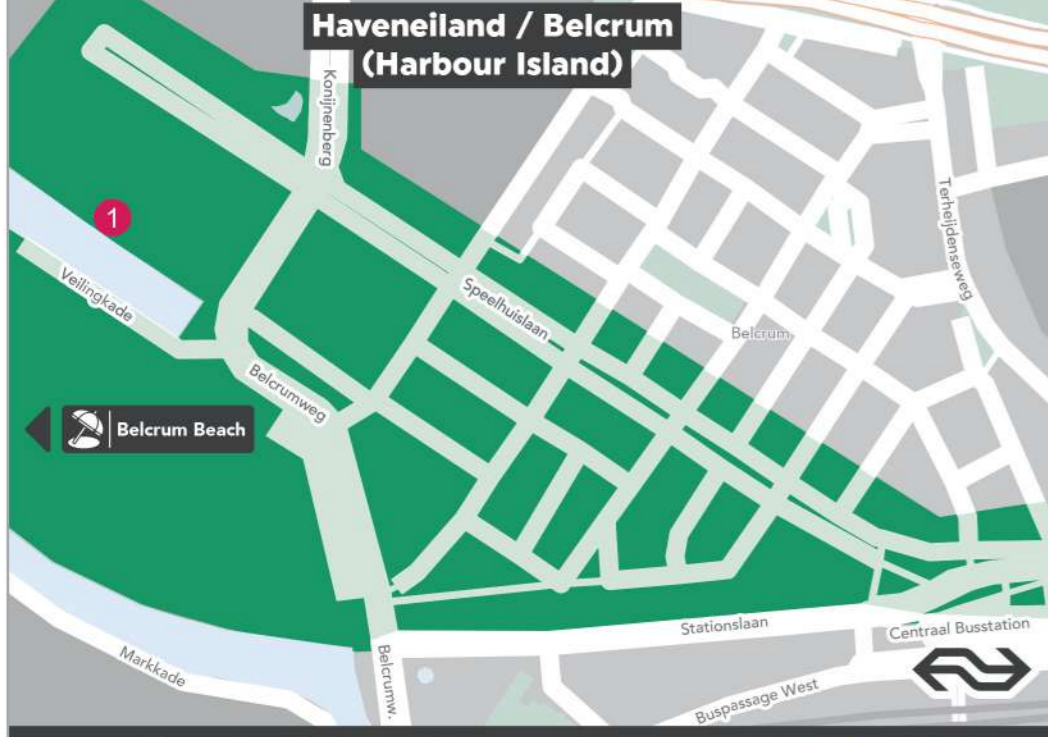 Haveneiland / Belcrum
(Harbour Island)
Konijnenberg
Terheijdenseweg
1
Veilingkade
Speelhuislaan
Belcrum
Belcrumweg
Belcrum Beach
Stationslaan
Centraal Busstation
Markkade
Belcrumw.
Buspassage West